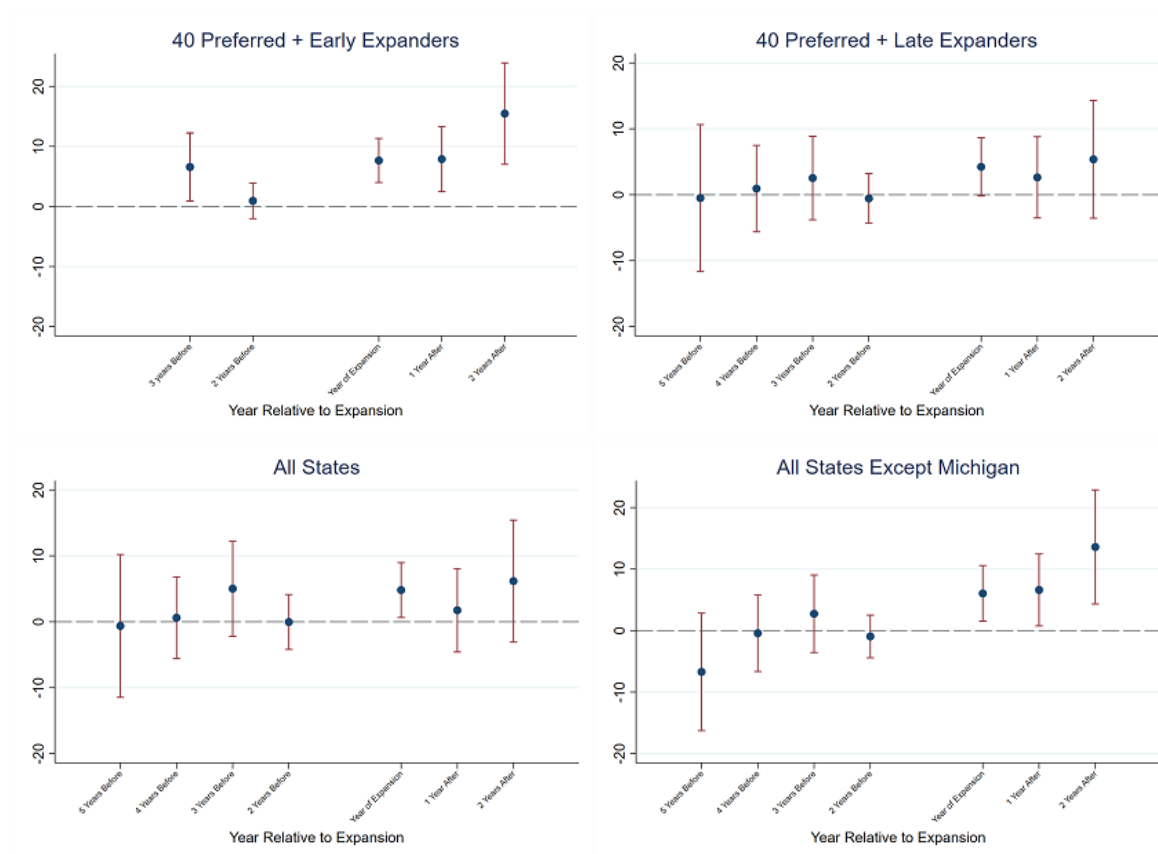 40 Preferred + Early Expanders
20
10
0
-10
-20
3 years Before
2 Years Before
Year of Expansion
1 Year After
2 Years After
Year Relative to Expansion
40 Preferred + Late Expanders
20
10
0
-10
-20
5 Years Before
4 Years Before
3 Years Before
2 Years Before
Year of Expansion
1 Year After
2 Years After
Year Relative to Expansion
All States
20
10
0
-10
-20
5 Years Before
4 Years Before
3 Years Before
2 Years Before
Year of Expansion
1 Year After
2 Years After
Year Relative to Expansion
All States Except Michigan
20
10
0
-10
-20
5 Years Before
4 Years Before
3 Years Before
2 Years Before
Year of Expansion
1 Year After
2 Years After
Year Relative to Expansion